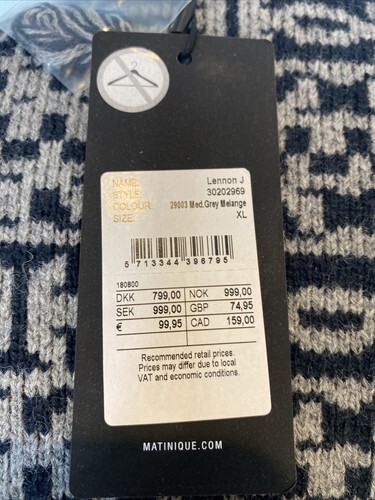 NAME: Lennon J
STYLE: 30202969
COLOUR: 29003 Med.Grey Melange
SIZE: XL
5 713344 396795
180800
DKK 799,00 NOK 999,00
SEK 999,00 GBP 74,95
€ 99,95 CAD 159,00
Recommended retail prices.
Prices may differ due to local
VAT and economic conditions.
MATINIQUE.COM